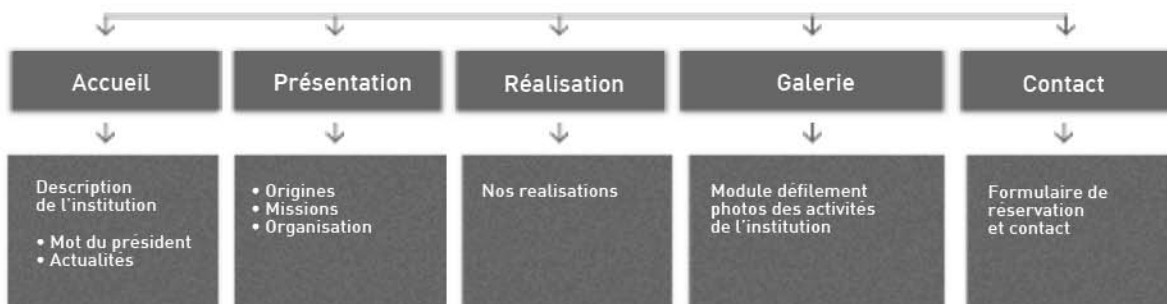 Accueil
Présentation
Réalisation
Galerie
Contact
Description
de l'institution
• Mot du président
• Actualités
• Origines
• Missions
• Organisation
Nos realisations
Module défilement
photos des activités
de l'institution
Formulaire de
réservation
et contact